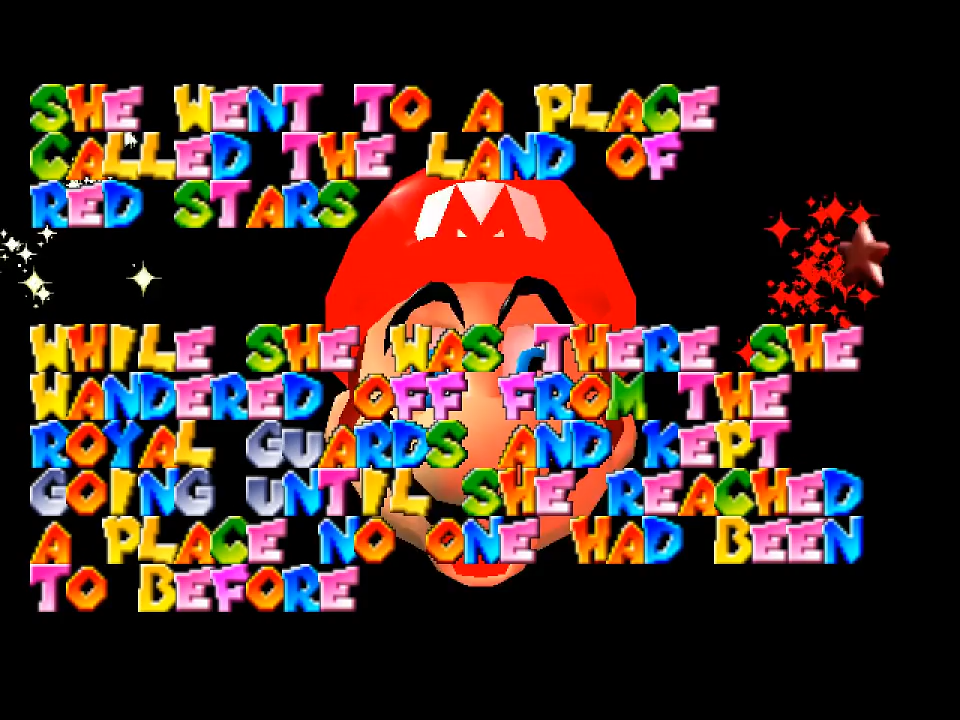 SHE WENT TO A PLACE
CALLED THE LAND OF
RED STARS
M
WHILE SHE WAS THERE SHE
WANDERED OFF FROM THE
ROYAL GUARDS AND KEPT
GOING UNTIL SHE REACHED
A PLACE NO ONE HAD BEEN
TO BEFORE